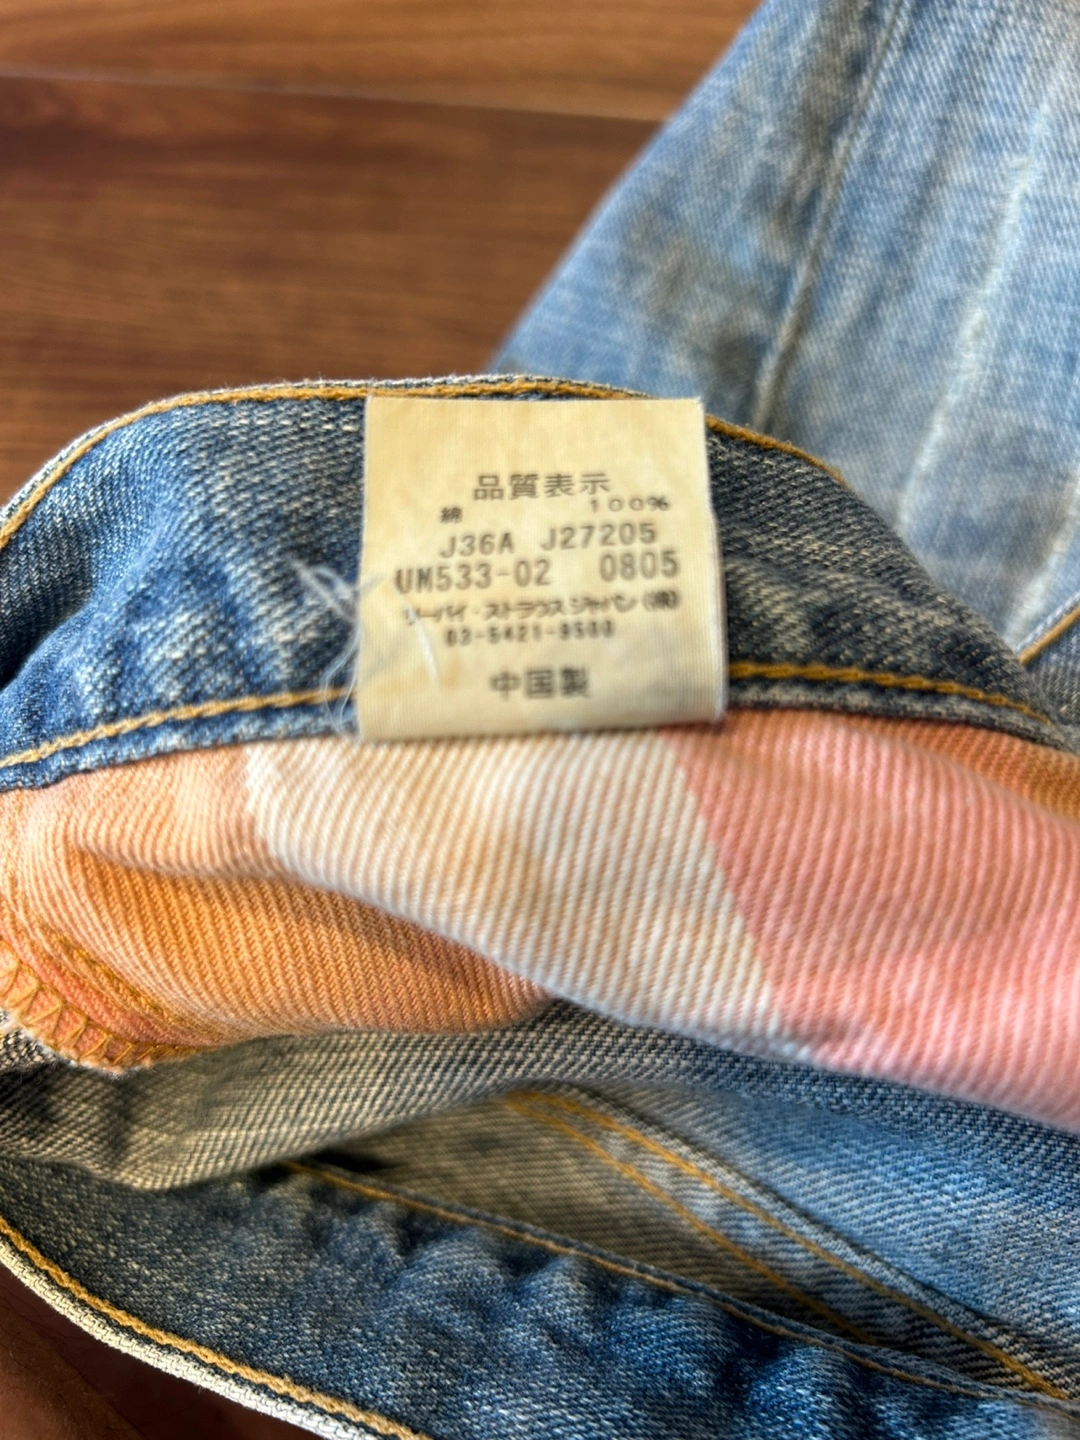 品質表示
綿 100%
J36A J27205
UM533-02 0805
リーバイ・ストラウスジャパン(株)
03-5421-9500
中国製